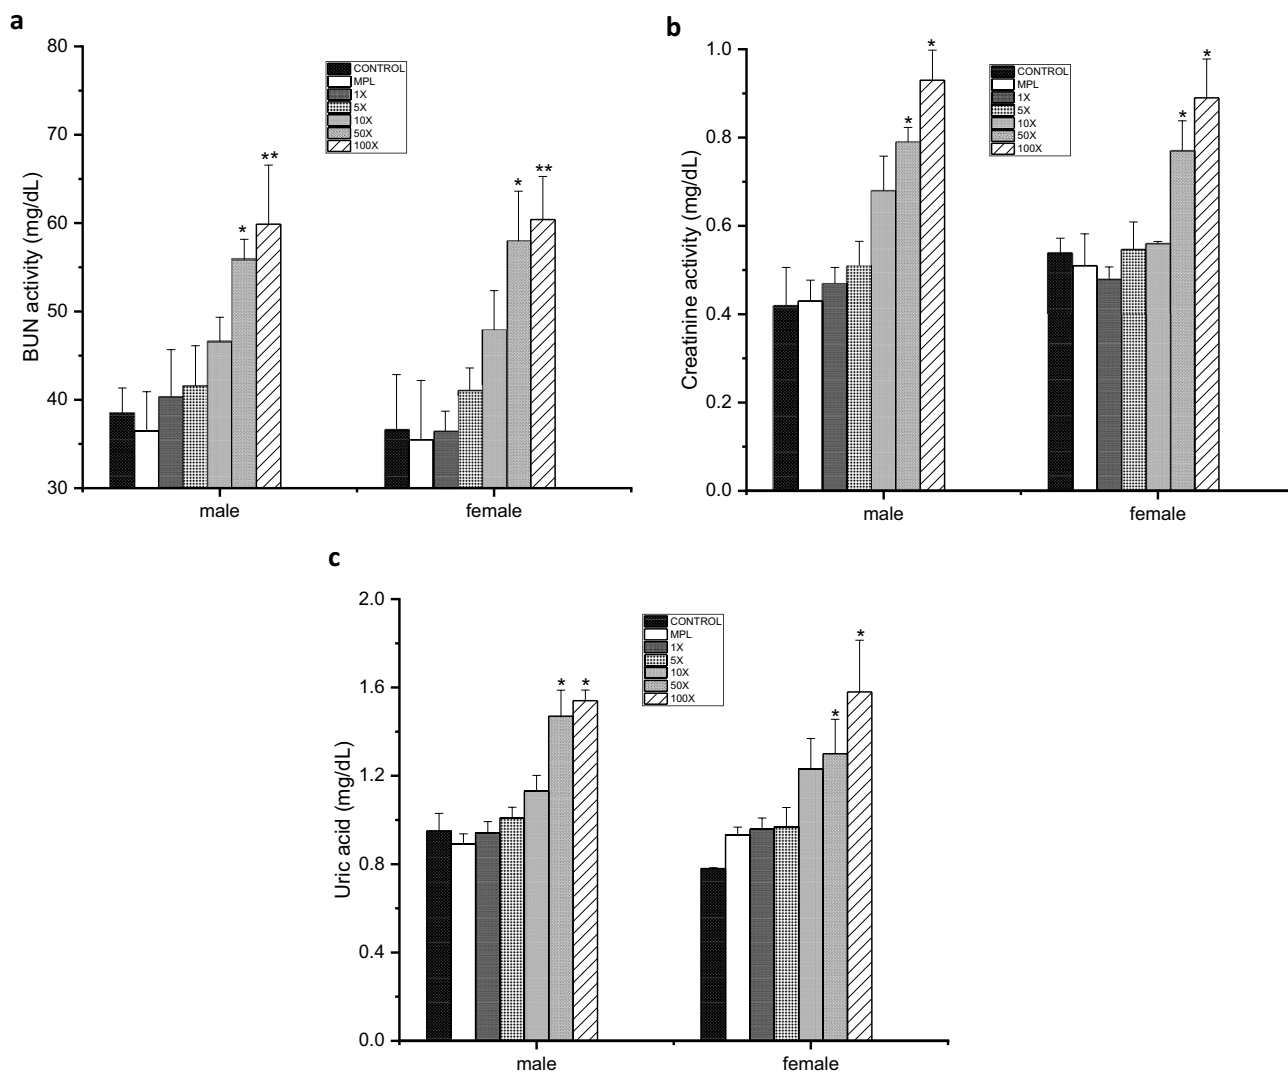 a
80
70
60
50
40
30
BUN activity (mg/dL)
CONTROL
MPL
1X
5X
10X
50X
100X
*
**
*
**
male
female
b
1.0
0.8
0.6
0.4
0.2
0.0
Creatinine activity (mg/dL)
CONTROL
MPL
1X
5X
10X
50X
100X
*
*
*
*
male
female
c
2.0
1.6
1.2
0.8
0.4
0.0
Uric acid (mg/dL)
CONTROL
MPL
1X
5X
10X
50X
100X
*
*
*
*
male
female